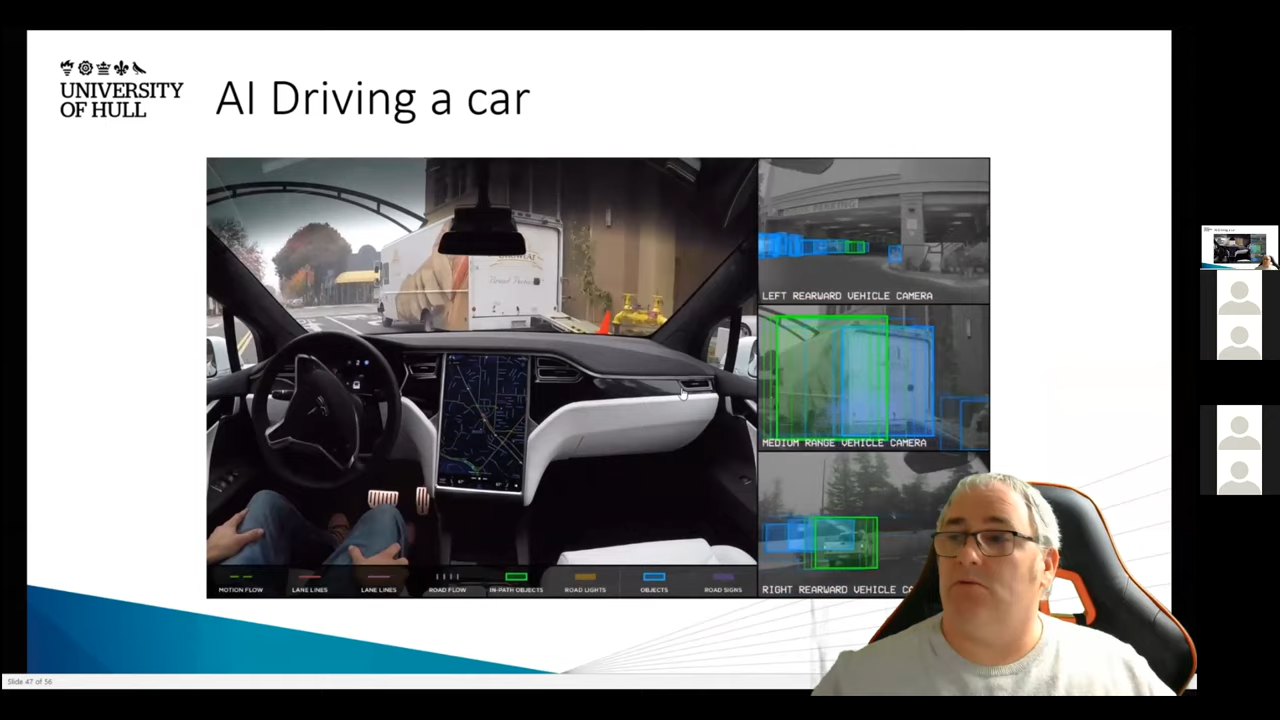 UNIVERSITY
OF HULL
AI Driving a car
PARKING
LEFT REARWARD VEHICLE CAMERA
MEDIUM RANGE VEHICLE CAMERA
RIGHT REARWARD VEHICLE CA
MOTION FLOW
LANE LINES
LANE LINES
ROAD FLOW
IN-PATH OBJECTS
ROAD LIGHTS
OBJECTS
ROAD SIGNS
Slide 47 of 56